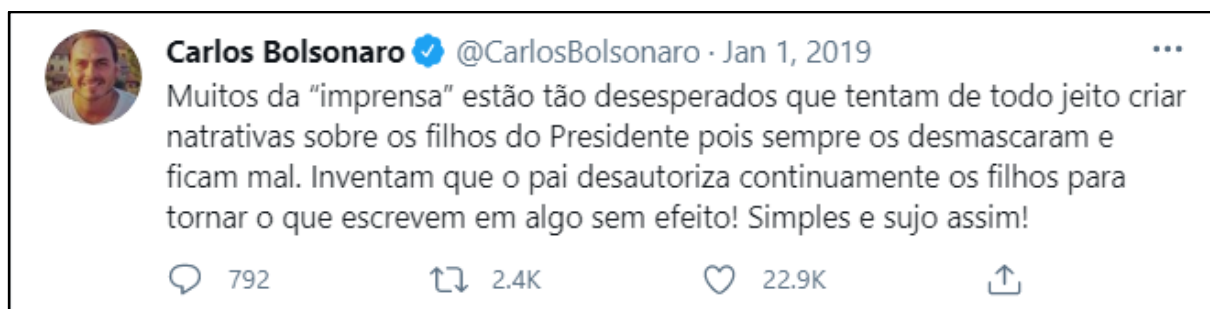 Carlos Bolsonaro @CarlosBolsonaro · Jan 1, 2019
Muitos da “imprensa” estão tão desesperados que tentam de todo jeito criar
natrativas sobre os filhos do Presidente pois sempre os desmascaram e
ficam mal. Inventam que o pai desautoriza continuamente os filhos para
tornar o que escrevem em algo sem efeito! Simples e sujo assim!
792 2.4K 22.9K